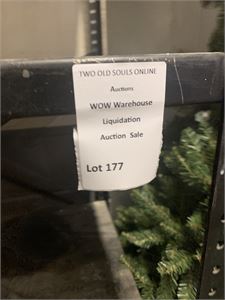 TWO OLD SOULS ONLINE
Auctions
WOW Warehouse
Liquidation
Auction Sale
Lot 177